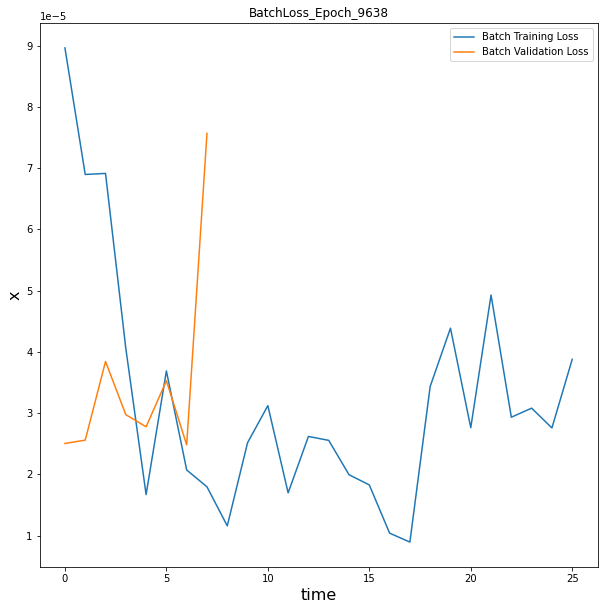 BatchLoss_Epoch_9638
1e−5
Batch Training Loss
Batch Validation Loss
9
8
7
6
5
4
3
2
1
x
0 5 10 15 20 25
time